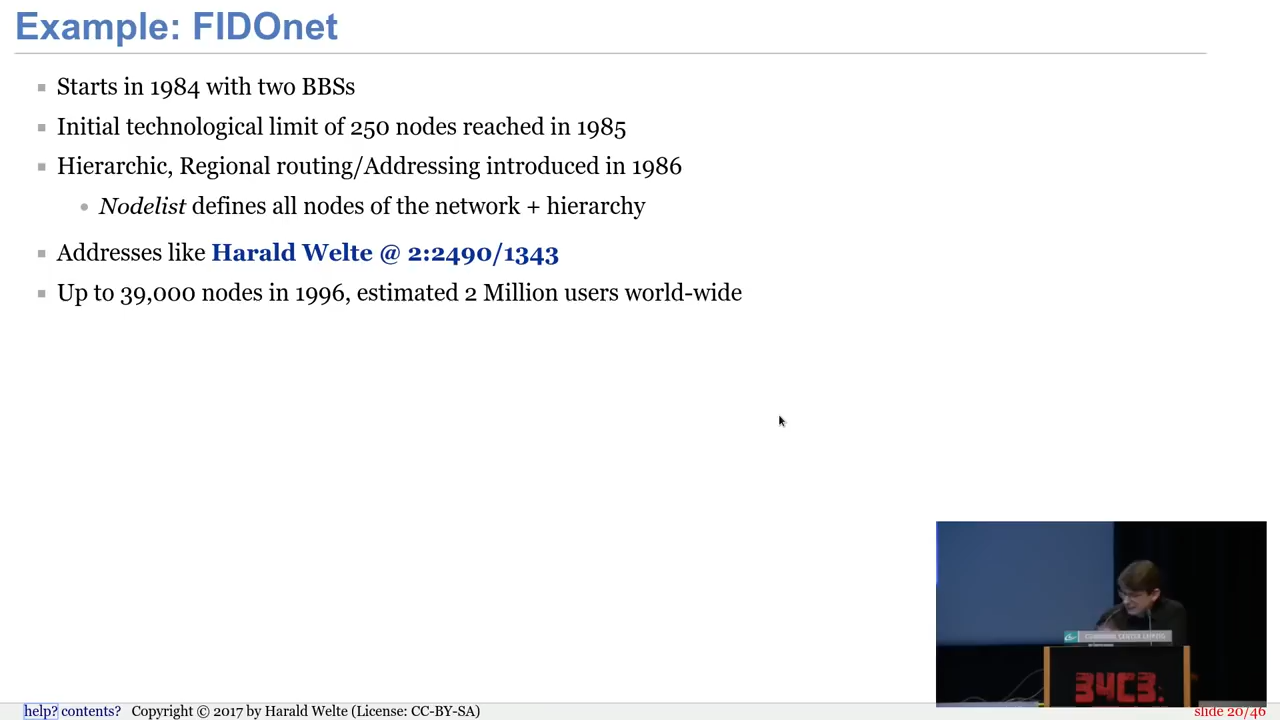 Example: FIDOnet
Starts in 1984 with two BBSs
Initial technological limit of 250 nodes reached in 1985
Hierarchic, Regional routing/Addressing introduced in 1986
Nodelist defines all nodes of the network + hierarchy
Addresses like Harald Welte @ 2:2490/1343
Up to 39,000 nodes in 1996, estimated 2 Million users world-wide
CONGRESS CENTER LEIPZIG
34C3.
help? contents? Copyright © 2017 by Harald Welte (License: CC-BY-SA)
slide 20/46